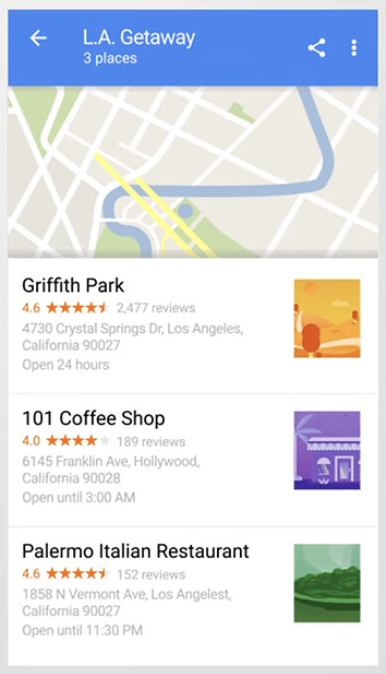 L.A. Getaway
3 places
Griffith Park
4.6 2,477 reviews
4730 Crystal Springs Dr, Los Angeles,
California 90027
Open 24 hours
101 Coffee Shop
4.0 189 reviews
6145 Franklin Ave, Hollywood,
California 90028
Open until 3:00 AM
Palermo Italian Restaurant
4.6 152 reviews
1858 N Vermont Ave, Los Angelest,
California 90027
Open until 11:30 PM